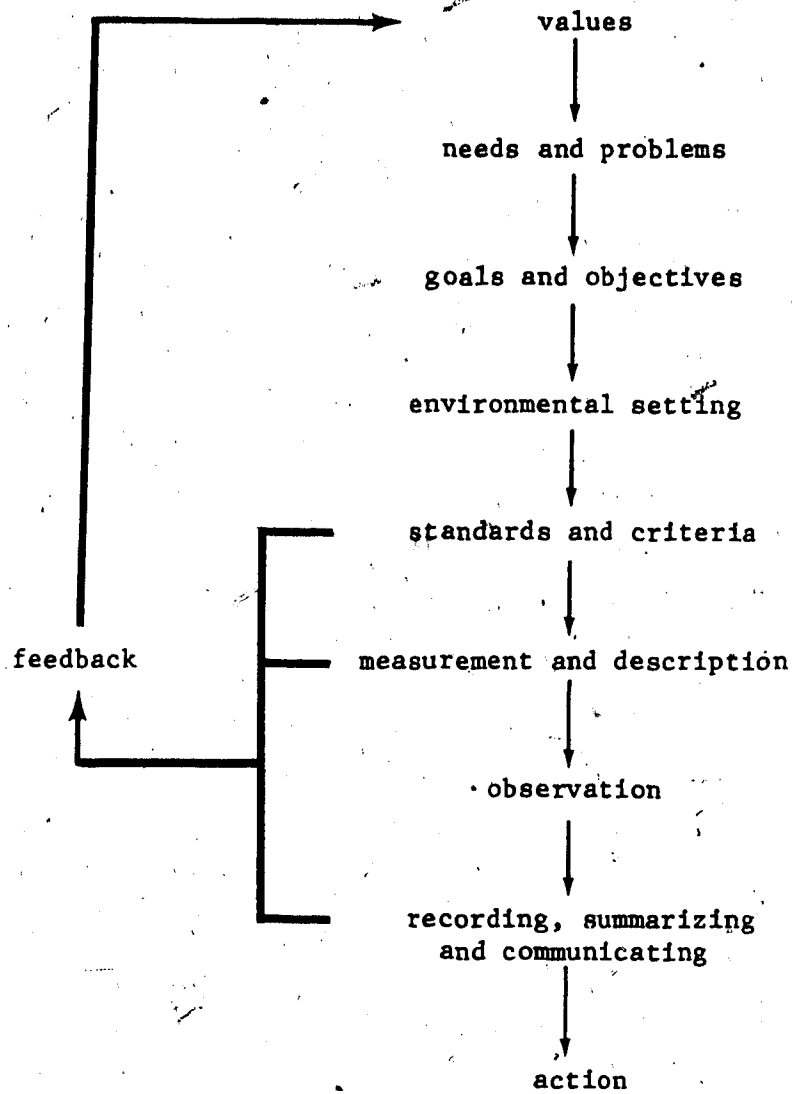 values
needs and problems
goals and objectives
environmental setting
standards and criteria
feedback
measurement and description
observation
recording, summarizing
and communicating
action